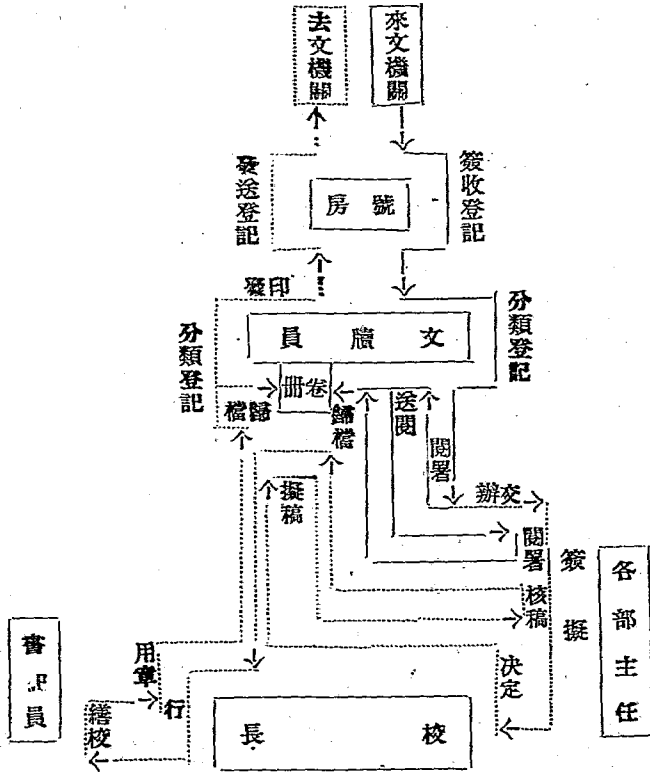 來文機關
去文機關
簽收登記
號房
發送登記
發印
分類登記
文牘員
分類登記
卷冊
歸檔
歸檔
送閱
閱署
交辦
擬稿
閱署
簽擬
各部主任
核稿
決定
用章
行
書記員
繕校
校長